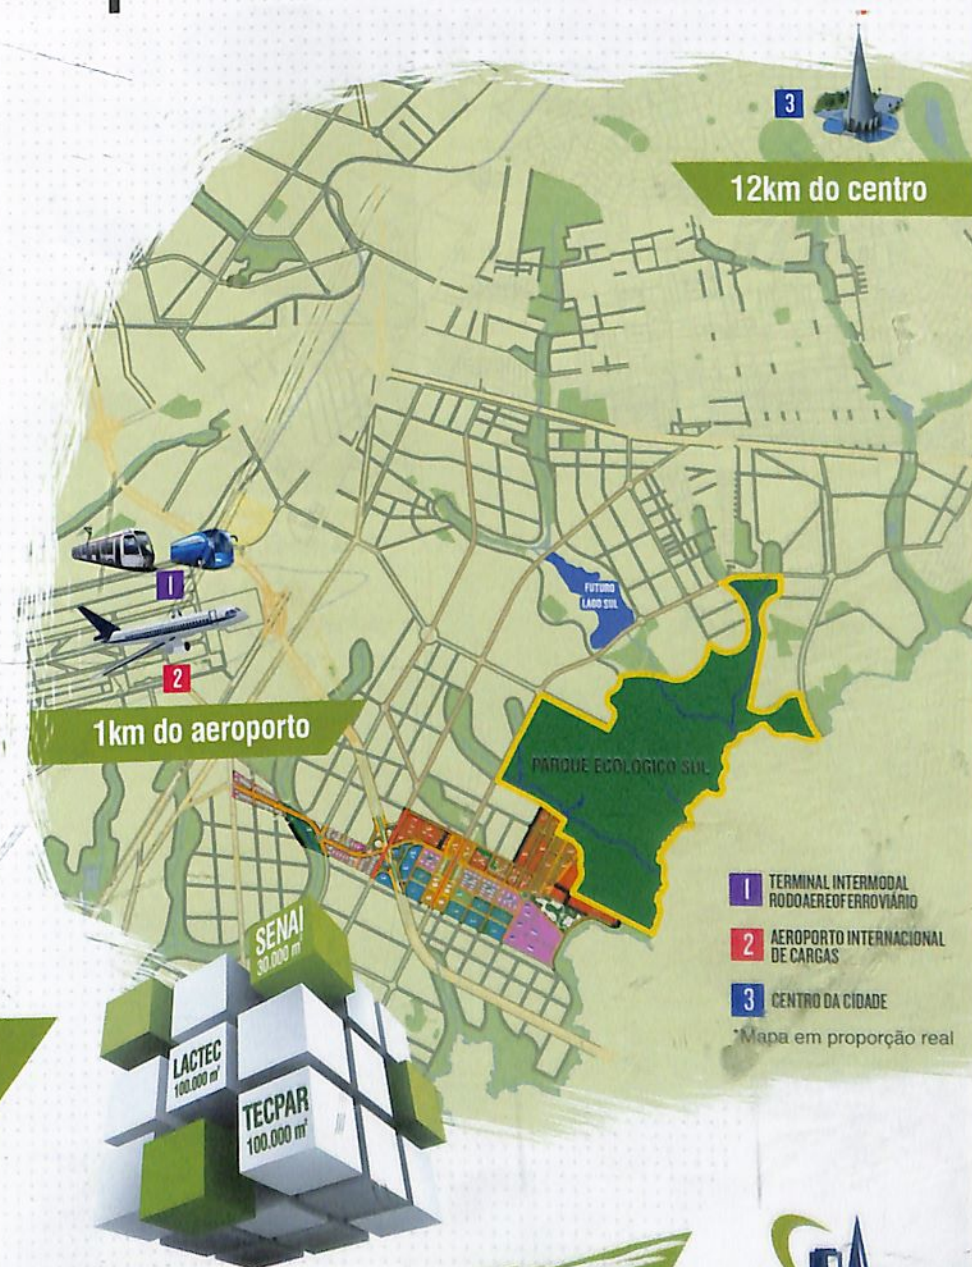 3
12km do centro
FUTURO
LAGO SUL
1
2
1km do aeroporto
PARQUE ECOLÓGICO SUL
1 TERMINAL INTERMODAL
RODOAEREOFERROVIÁRIO
2 AEROPORTO INTERNACIONAL
DE CARGAS
3 CENTRO DA CIDADE
*Mapa em proporção real
SENAI
30.000 m²
LACTEC
100.000 m²
TECPAR
100.000 m²